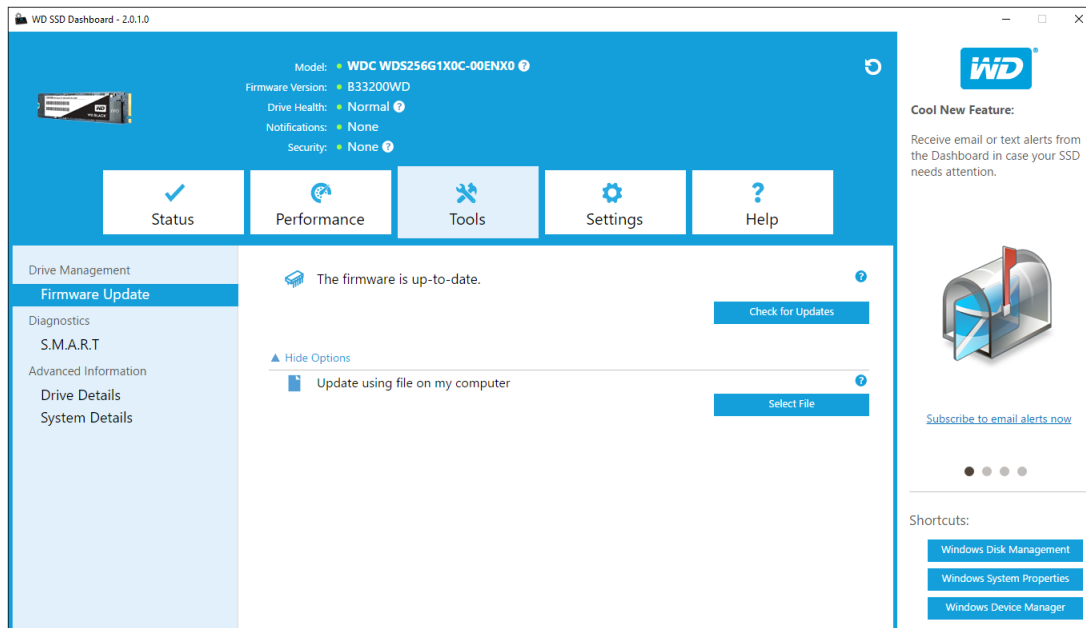 WD SSD Dashboard - 2.0.1.0
Model: WDC WDS256G1X0C-00ENX0 ?
Firmware Version: B33200WD
Drive Health: Normal ?
Notifications: None
Security: None ?
WD BLACK
Status
Performance
Tools
Settings
? Help
Drive Management
Firmware Update
Diagnostics
S.M.A.R.T
Advanced Information
Drive Details
System Details
The firmware is up-to-date. ?
Check for Updates
Hide Options
Update using file on my computer ?
Select File
WD®
Cool New Feature:
Receive email or text alerts from
the Dashboard in case your SSD
needs attention.
Subscribe to email alerts now
Shortcuts:
Windows Disk Management
Windows System Properties
Windows Device Manager